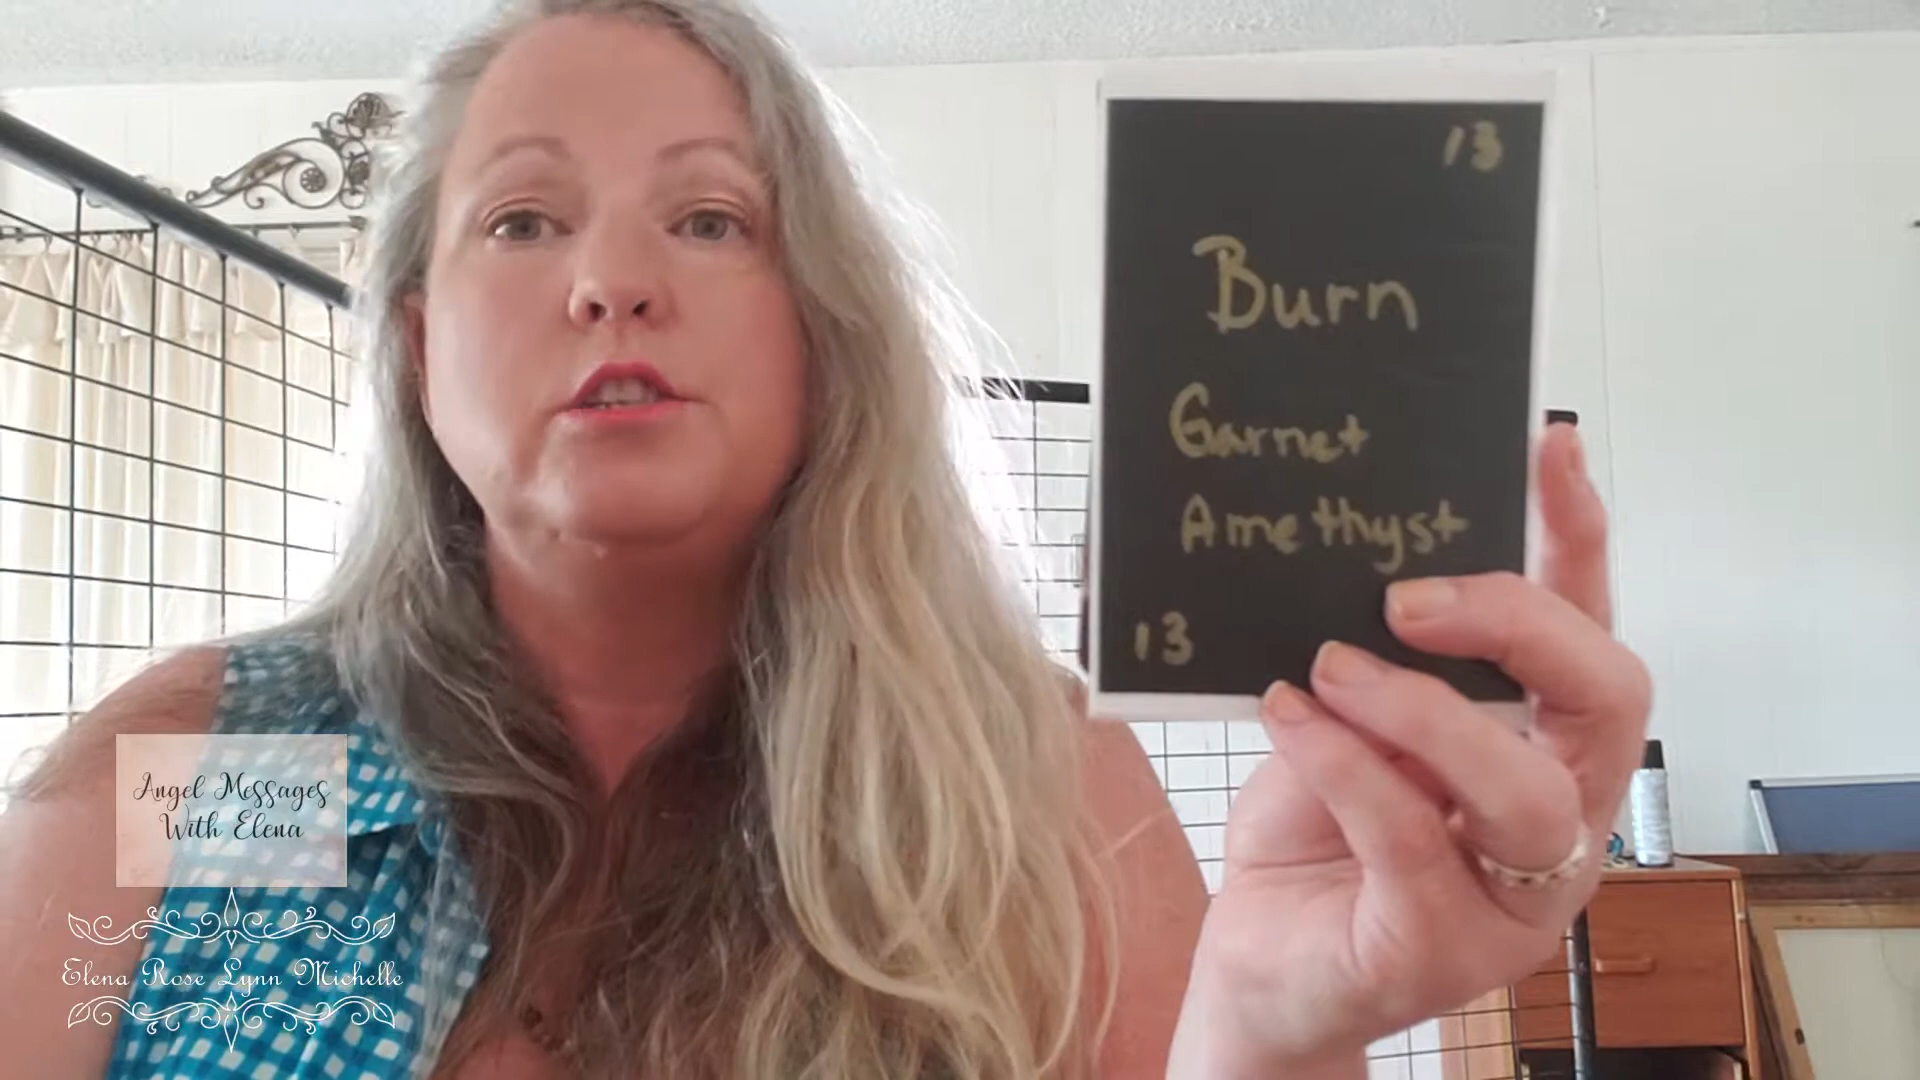 13
Burn
Garnet
Amethyst
13
Angel Messages
With Elena
Elena Rose Lynn Michelle